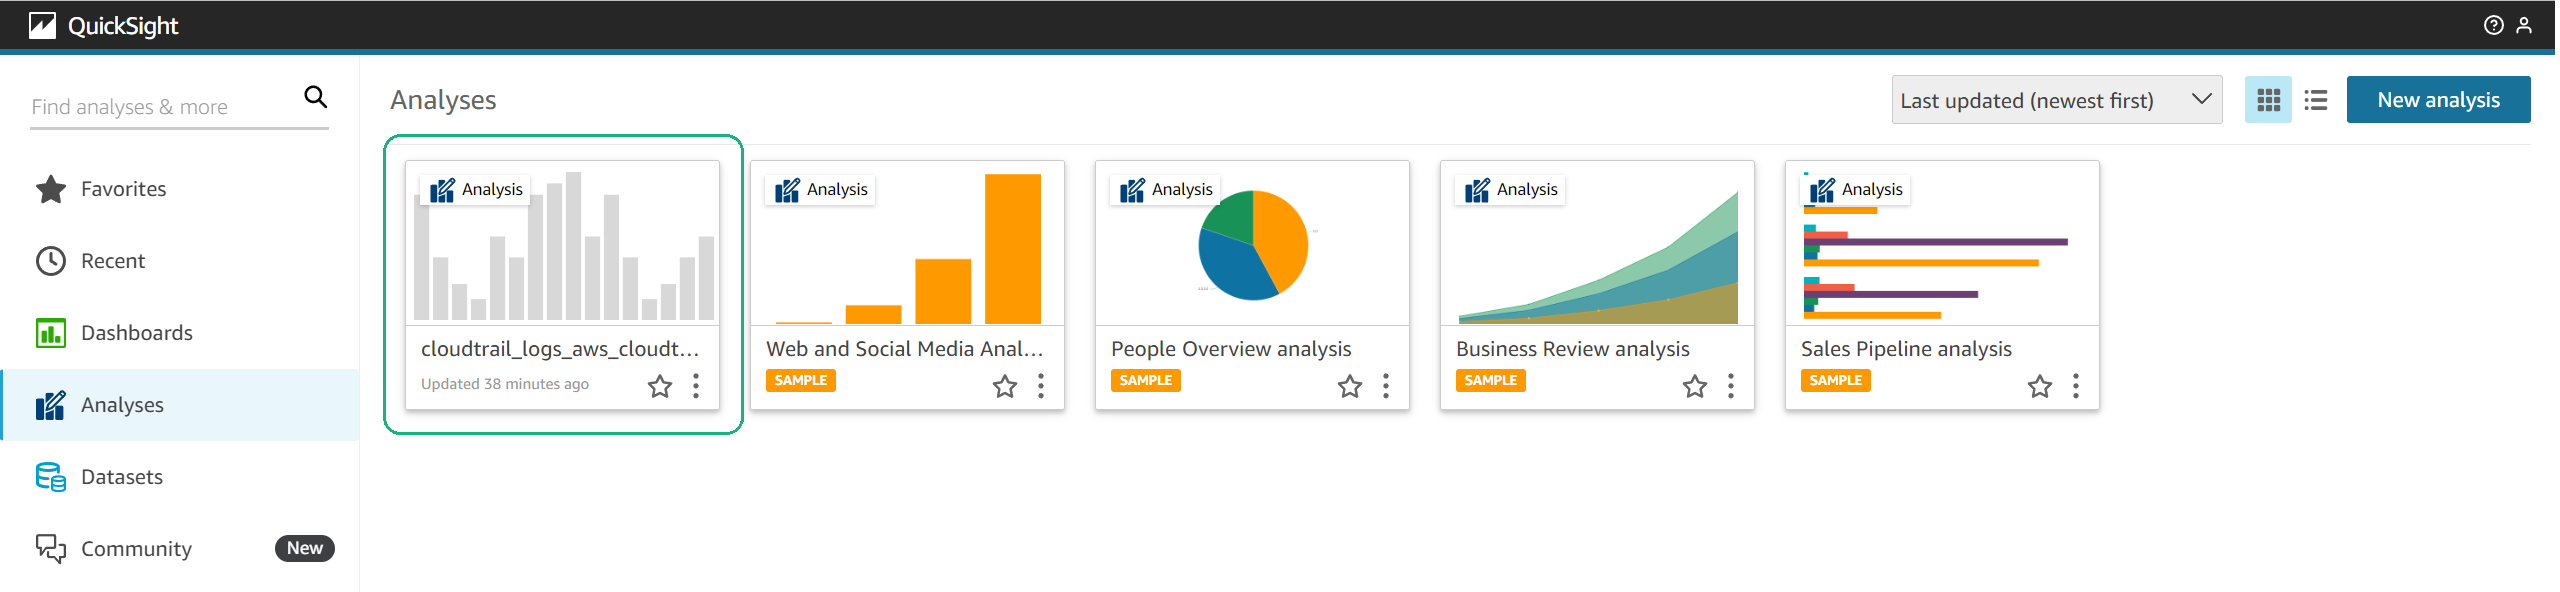 QuickSight
Find analyses & more
Favorites
Recent
Dashboards
Analyses
Datasets
Community
New
Analyses
Last updated (newest first)
New analysis
Analysis
cloudtrail_logs_aws_cloudt...
Updated 38 minutes ago
Analysis
Web and Social Media Anal...
SAMPLE
Analysis
People Overview analysis
SAMPLE
Analysis
Business Review analysis
SAMPLE
Analysis
Sales Pipeline analysis
SAMPLE